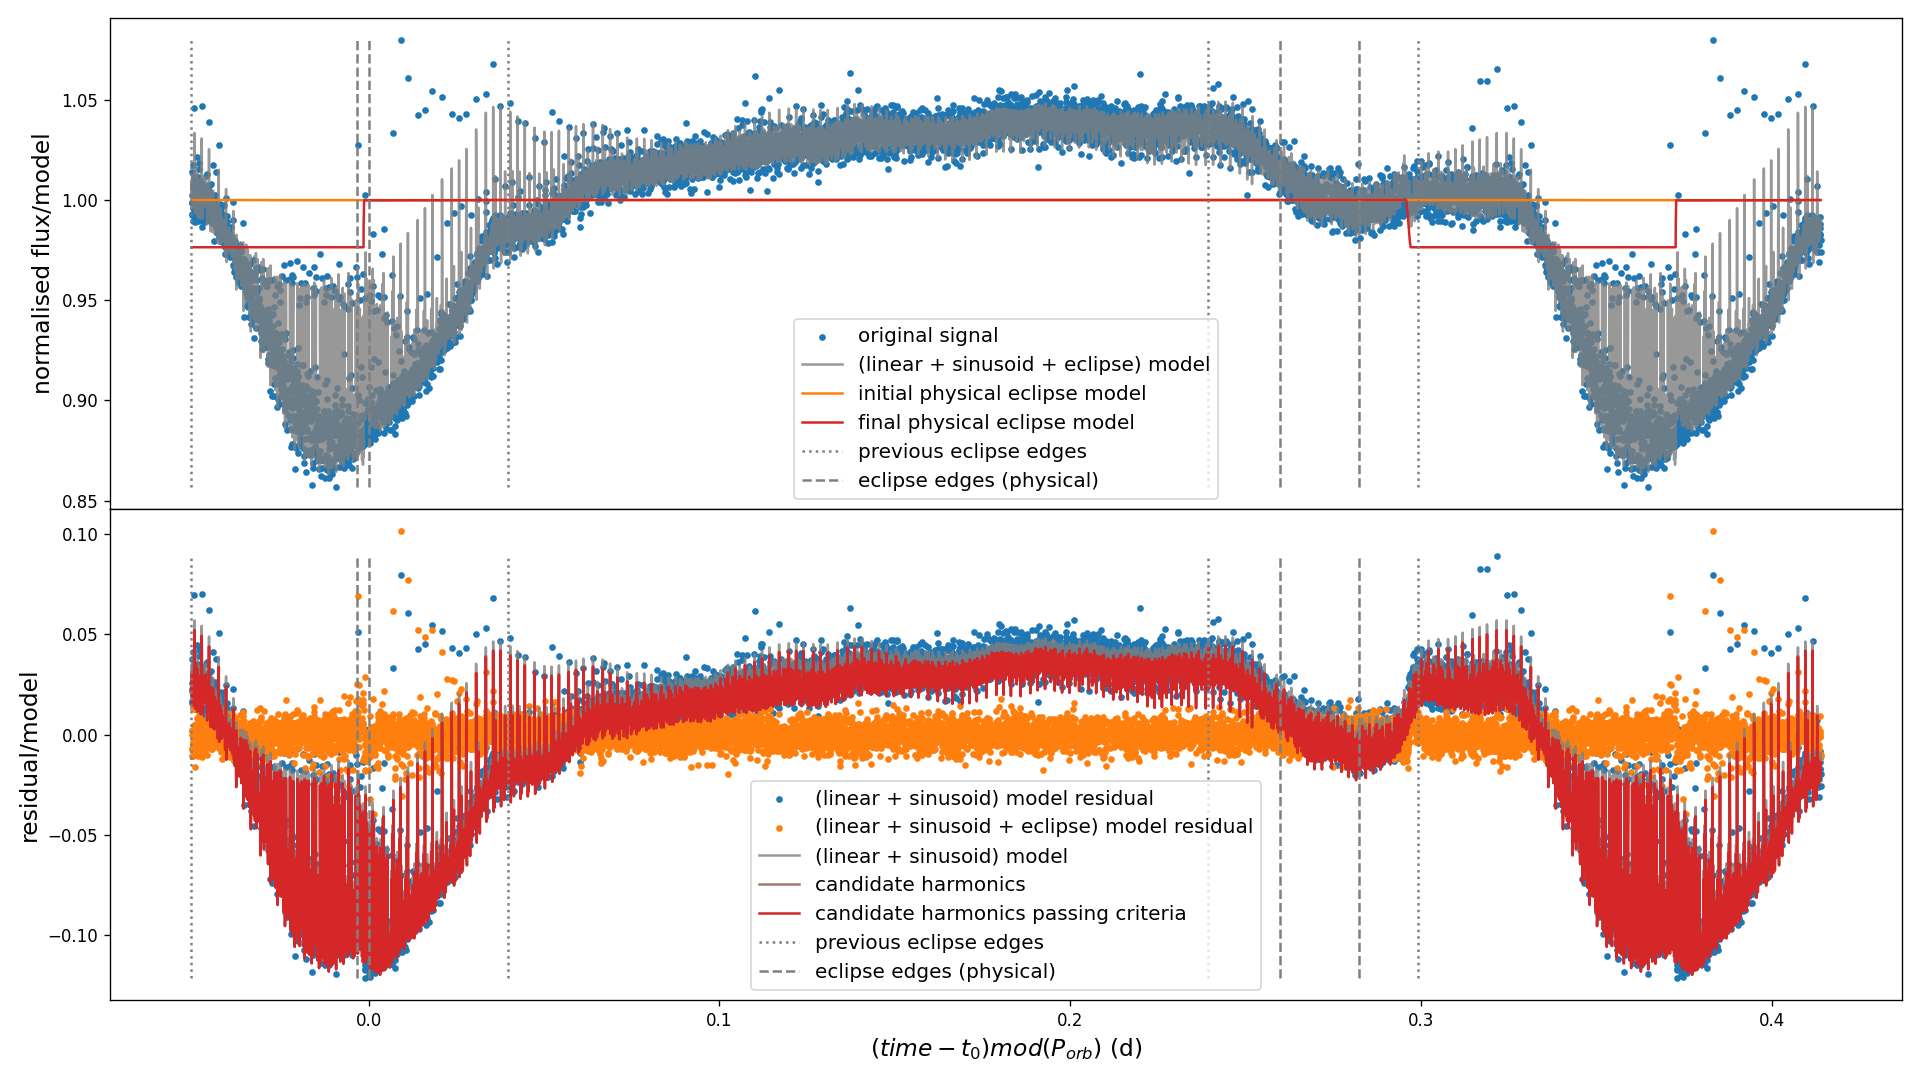 normalised flux/model
1.05
1.00
0.95
0.90
0.85
original signal
(linear + sinusoid + eclipse) model
initial physical eclipse model
final physical eclipse model
previous eclipse edges
eclipse edges (physical)
residual/model
0.10
0.05
0.00
−0.05
−0.10
(linear + sinusoid) model residual
(linear + sinusoid + eclipse) model residual
(linear + sinusoid) model
candidate harmonics
candidate harmonics passing criteria
previous eclipse edges
eclipse edges (physical)
0.0
0.1
0.2
0.3
0.4
(time − t₀)mod(Pₒᵣb) (d)